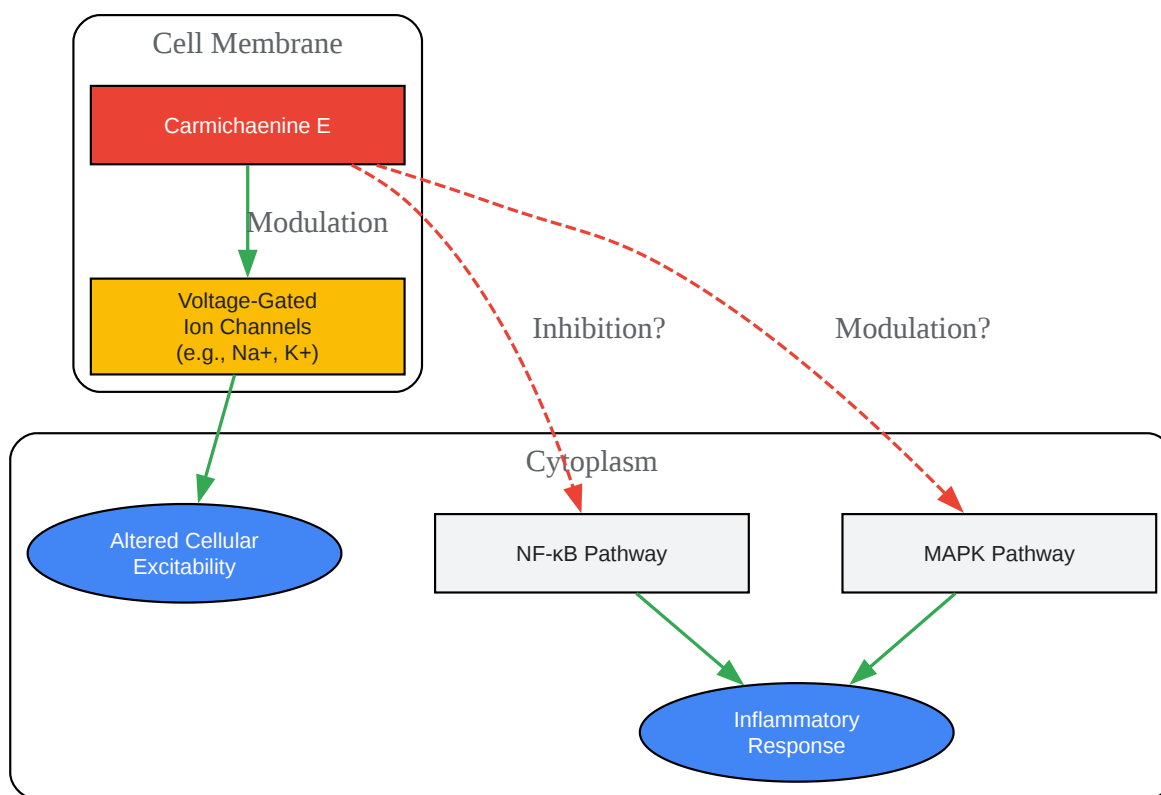 Cell Membrane
Carmichaenine E
Modulation
Voltage-Gated
Ion Channels
(e.g., Na+, K+)
Inhibition?
Modulation?
Cytoplasm
Altered Cellular
Excitability
NF-κB Pathway
MAPK Pathway
Inflammatory
Response